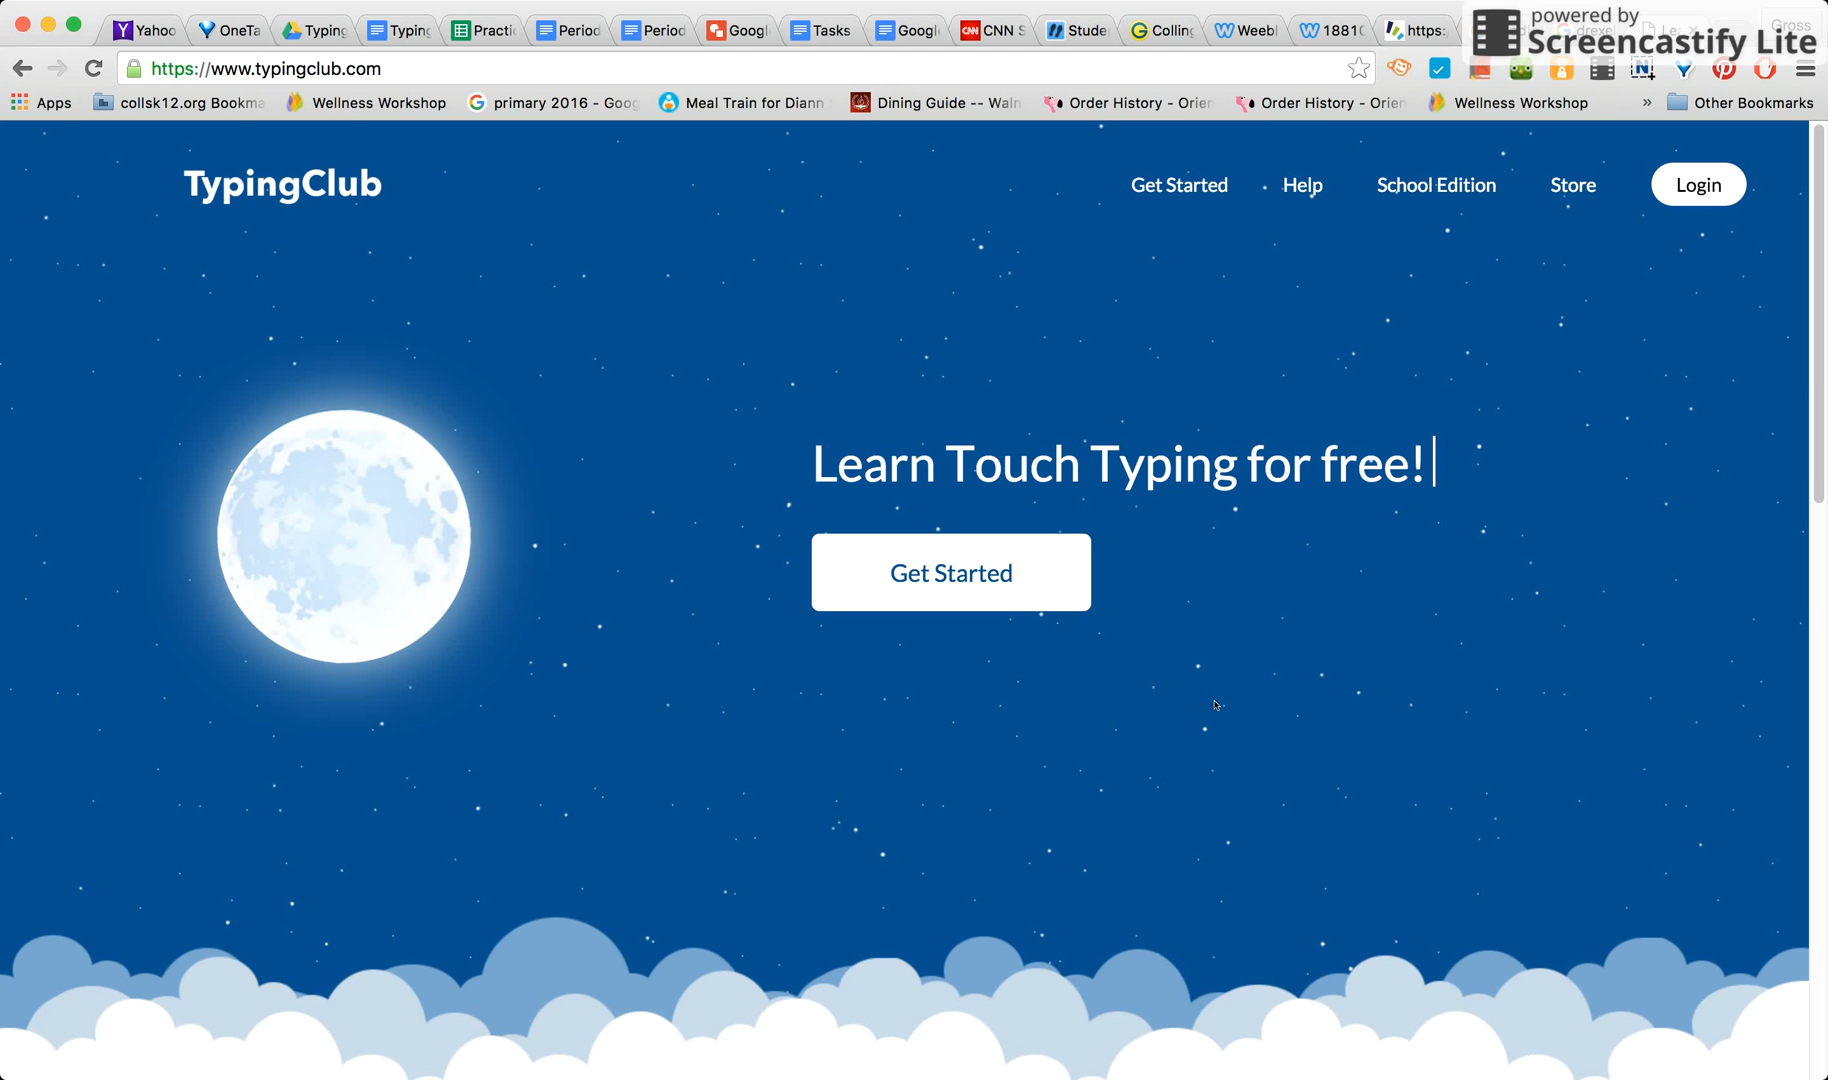 Yahoo
OneTa
Typing
Typing
Practi
Period
Period
Googl
Tasks
Googl
CNN S
Stude
Colling
Weebl
18810
https:
Gross
powered by
Screencastify Lite
https://www.typingclub.com
Apps
collsk12.org Bookma
Wellness Workshop
primary 2016 - Goog
Meal Train for Diann
Dining Guide -- Waln
Order History - Orien
Order History - Orien
Wellness Workshop
»
Other Bookmarks
TypingClub
Get Started
Help
School Edition
Store
Login
Learn Touch Typing for free!
Get Started